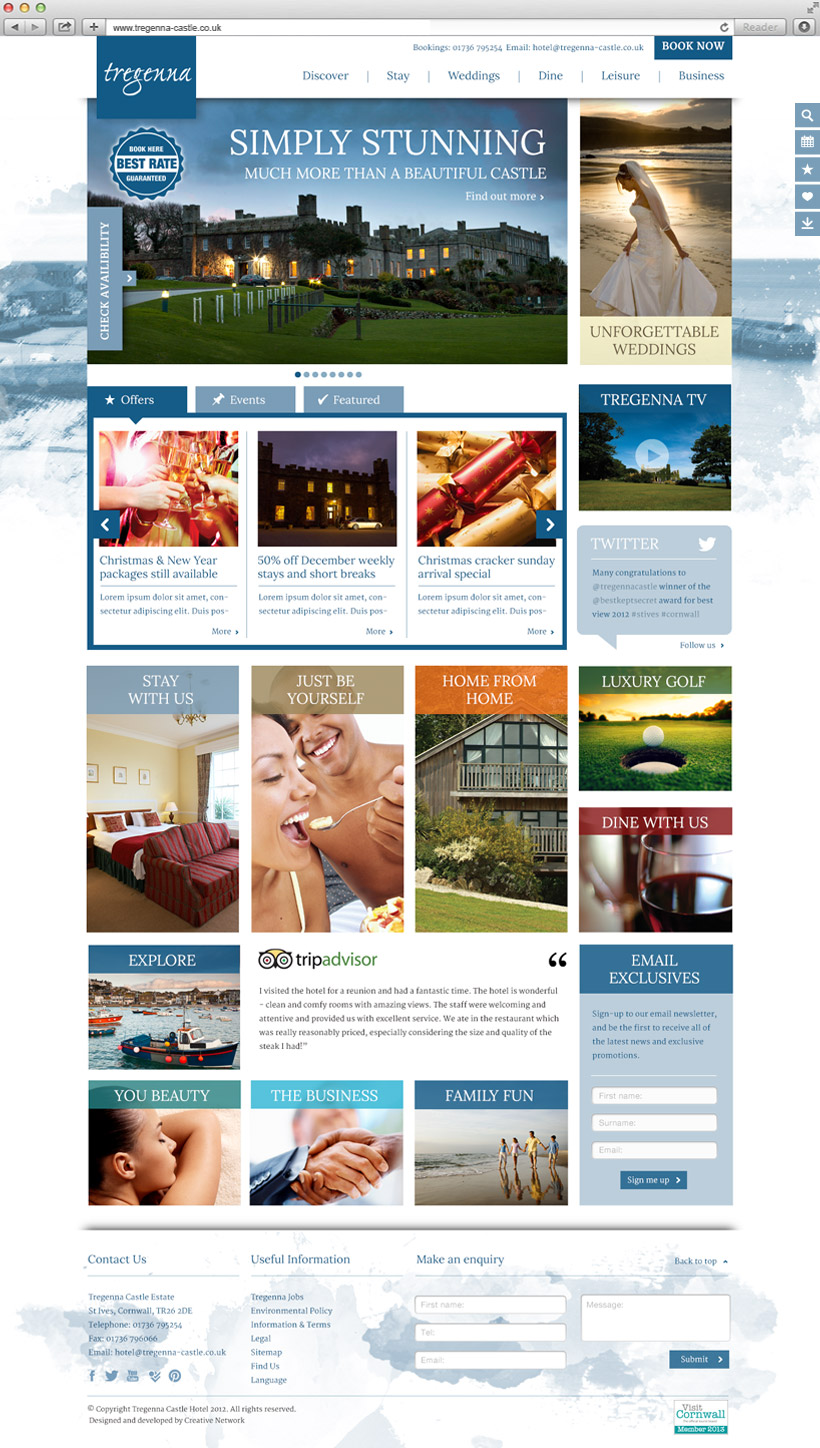 www.tregenna-castle.co.uk
Reader
tregenna
Bookings: 01736 795254 Email: hotel@tregenna-castle.co.uk
BOOK NOW
Discover | Stay | Weddings | Dine | Leisure | Business
BOOK HERE
BEST RATE
GUARANTEED
SIMPLY STUNNING
MUCH MORE THAN A BEAUTIFUL CASTLE
Find out more
CHECK AVAILIBILITY
UNFORGETTABLE
WEDDINGS
Offers
Events
Featured
Christmas & New Year
packages still available
Lorem ipsum dolor sit amet, con-
sectetur adipiscing elit. Duis pos-
More
50% off December weekly
stays and short breaks
Lorem ipsum dolor sit amet, con-
sectetur adipiscing elit. Duis pos-
More
Christmas cracker sunday
arrival special
Lorem ipsum dolor sit amet, con-
sectetur adipiscing elit. Duis pos-
More
TREGENNA TV
TWITTER
Many congratulations to
@tregennacastle winner of the
@bestkeptsecret award for best
view 2012 #stives #cornwall
Follow us
STAY
WITH US
JUST BE
YOURSELF
HOME FROM
HOME
LUXURY GOLF
DINE WITH US
EXPLORE
tripadvisor
“
I visited the hotel for a reunion and had a fantastic time. The hotel is wonderful
- clean and comfy rooms with amazing views. The staff were welcoming and
attentive and provided us with excellent service. We ate in the restaurant which
was really reasonably priced, especially considering the size and quality of the
steak I had!"
EMAIL
EXCLUSIVES
Sign-up to our email newsletter,
and be the first to receive all of
the latest news and exclusive
promotions.
First name:
Surname:
Email:
Sign me up
YOU BEAUTY
THE BUSINESS
FAMILY FUN
Contact Us
Tregenna Castle Estate
St Ives, Cornwall, TR26 2DE
Telephone: 01736 795254
Fax: 01736 796066
Email: hotel@tregenna-castle.co.uk
Useful Information
Tregenna Jobs
Environmental Policy
Information & Terms
Legal
Sitemap
Find Us
Language
Make an enquiry
Back to top
First name:
Tel:
Email:
Message:
Submit
© Copyright Tregenna Castle Hotel 2012. All rights reserved.
Designed and developed by Creative Network
Visit
Cornwall
Member 2013